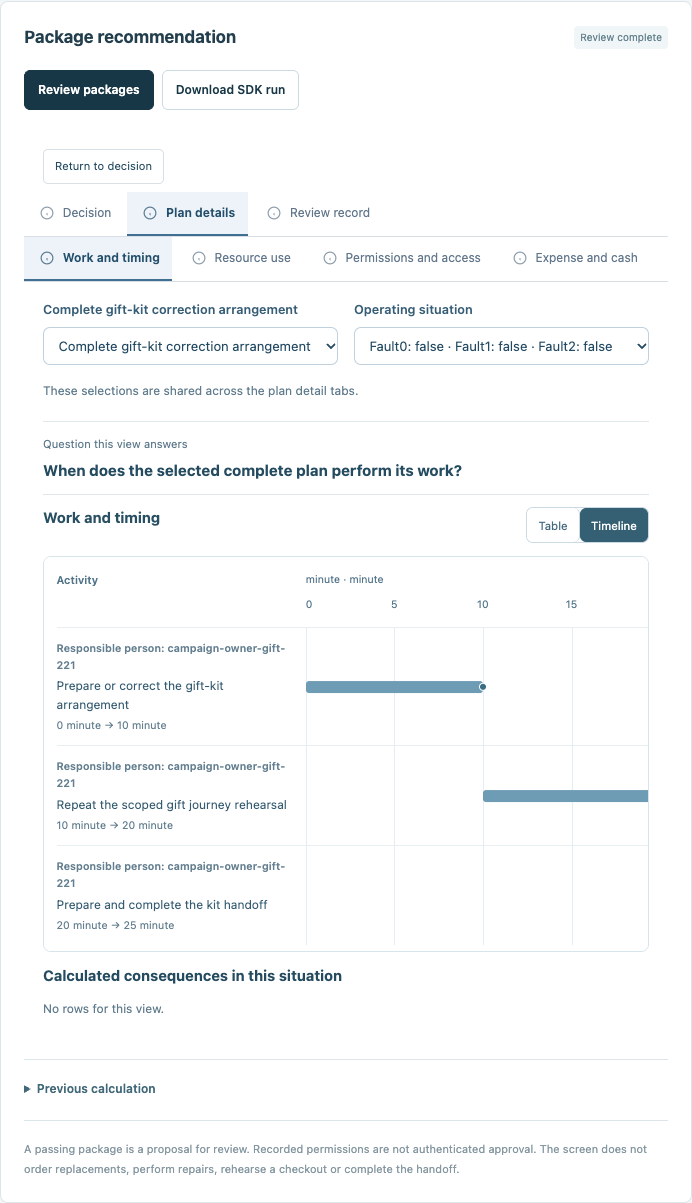 Package recommendation
Review complete
Review packages
Download SDK run
Return to decision
Decision
Plan details
Review record
Work and timing
Resource use
Permissions and access
Expense and cash
Complete gift-kit correction arrangement
Operating situation
Complete gift-kit correction arrangement
Fault0: false · Fault1: false · Fault2: false
These selections are shared across the plan detail tabs.
Question this view answers
When does the selected complete plan perform its work?
Work and timing
Table
Timeline
Activity
minute · minute
0
5
10
15
Responsible person: campaign-owner-gift-
221
Prepare or correct the gift-kit
arrangement
0 minute → 10 minute
Responsible person: campaign-owner-gift-
221
Repeat the scoped gift journey rehearsal
10 minute → 20 minute
Responsible person: campaign-owner-gift-
221
Prepare and complete the kit handoff
20 minute → 25 minute
Calculated consequences in this situation
No rows for this view.
Previous calculation
A passing package is a proposal for review. Recorded permissions are not authenticated approval. The screen does not
order replacements, perform repairs, rehearse a checkout or complete the handoff.